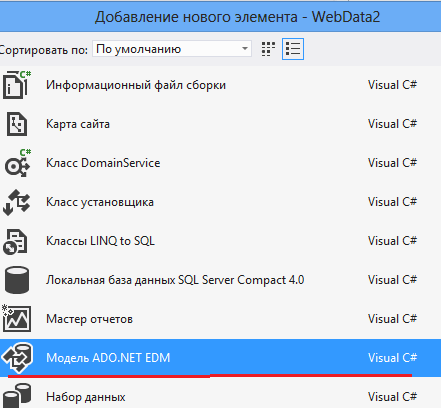 Добавление нового элемента - WebData2
Сортировать по: По умолчанию
C# Информационный файл сборки Visual C#
Карта сайта Visual C#
C# Класс DomainService Visual C#
Класс установщика Visual C#
Классы LINQ to SQL Visual C#
Локальная база данных SQL Server Compact 4.0 Visual C#
Мастер отчетов Visual C#
Модель ADO.NET EDM Visual C#
Набор данных Visual C#